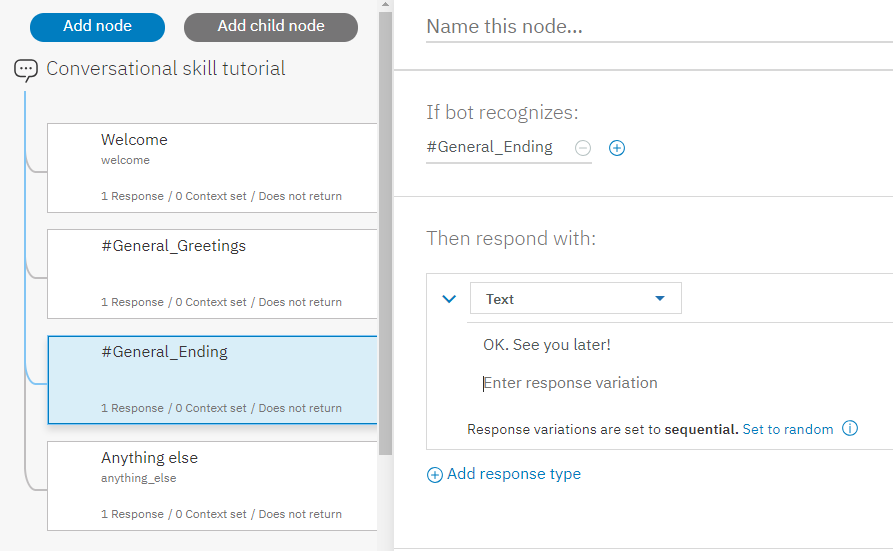 Add node
Add child node
Conversational skill tutorial
Welcome
welcome
1 Response / 0 Context set / Does not return
#General_Greetings
1 Response / 0 Context set / Does not return
#General_Ending
1 Response / 0 Context set / Does not return
Anything else
anything_else
1 Response / 0 Context set / Does not return
Name this node...
If bot recognizes:
#General_Ending
Then respond with:
Text
OK. See you later!
Enter response variation
Response variations are set to sequential. Set to random
Add response type